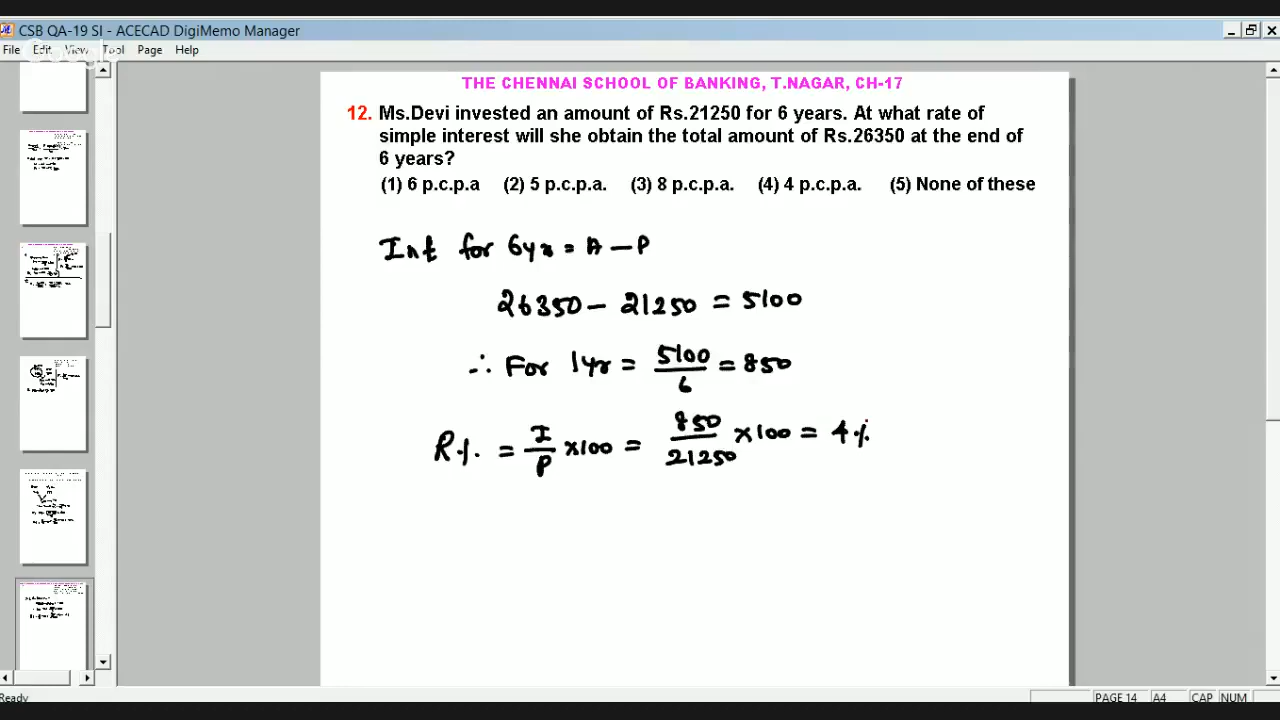 CSB QA-19 SI - ACECAD DigiMemo Manager
File Edit View Insert Tool Page Help
Google
THE CHENNAI SCHOOL OF BANKING, T.NAGAR, CH-17
12. Ms.Devi invested an amount of Rs.21250 for 6 years. At what rate of
simple interest will she obtain the total amount of Rs.26350 at the end of
6 years?
(1) 6 p.c.p.a (2) 5 p.c.p.a. (3) 8 p.c.p.a. (4) 4 p.c.p.a. (5) None of these
Int for 6yr = A - P
26350 - 21250 = 5100
∴ For 1yr = 5100/6 = 850
R% = I/P × 100 = 850/21250 × 100 = 4%
Ready PAGE 14 A4 CAP NUM